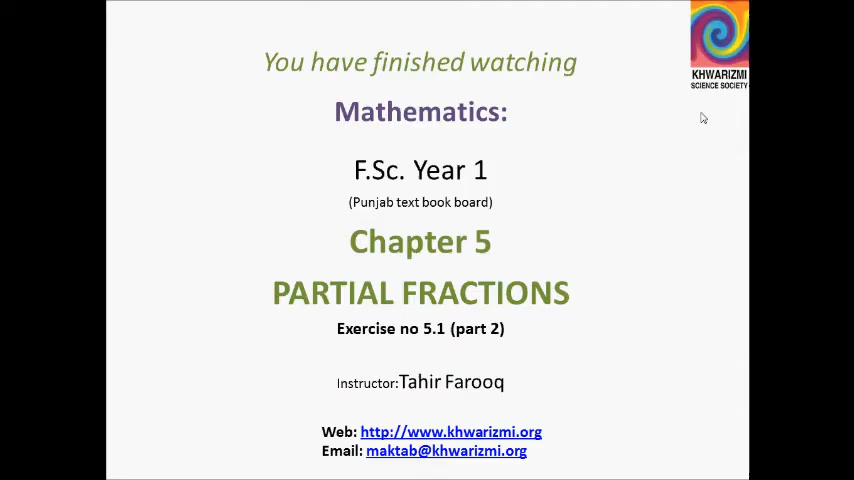 You have finished watching
KHWARIZMI
SCIENCE SOCIETY
Mathematics:
F.Sc. Year 1
(Punjab text book board)
Chapter 5
PARTIAL FRACTIONS
Exercise no 5.1 (part 2)
Instructor:Tahir Farooq
Web: http://www.khwarizmi.org
Email: maktab@khwarizmi.org